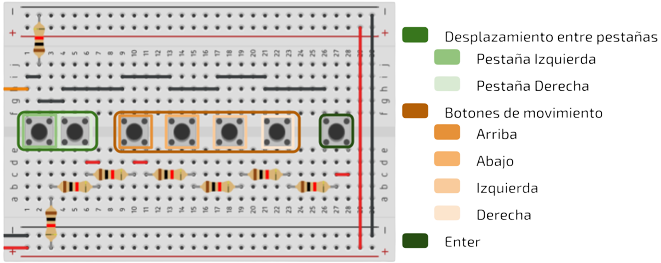 Desplazamiento entre pestañas
Pestaña Izquierda
Pestaña Derecha
Botones de movimiento
Arriba
Abajo
Izquierda
Derecha
Enter